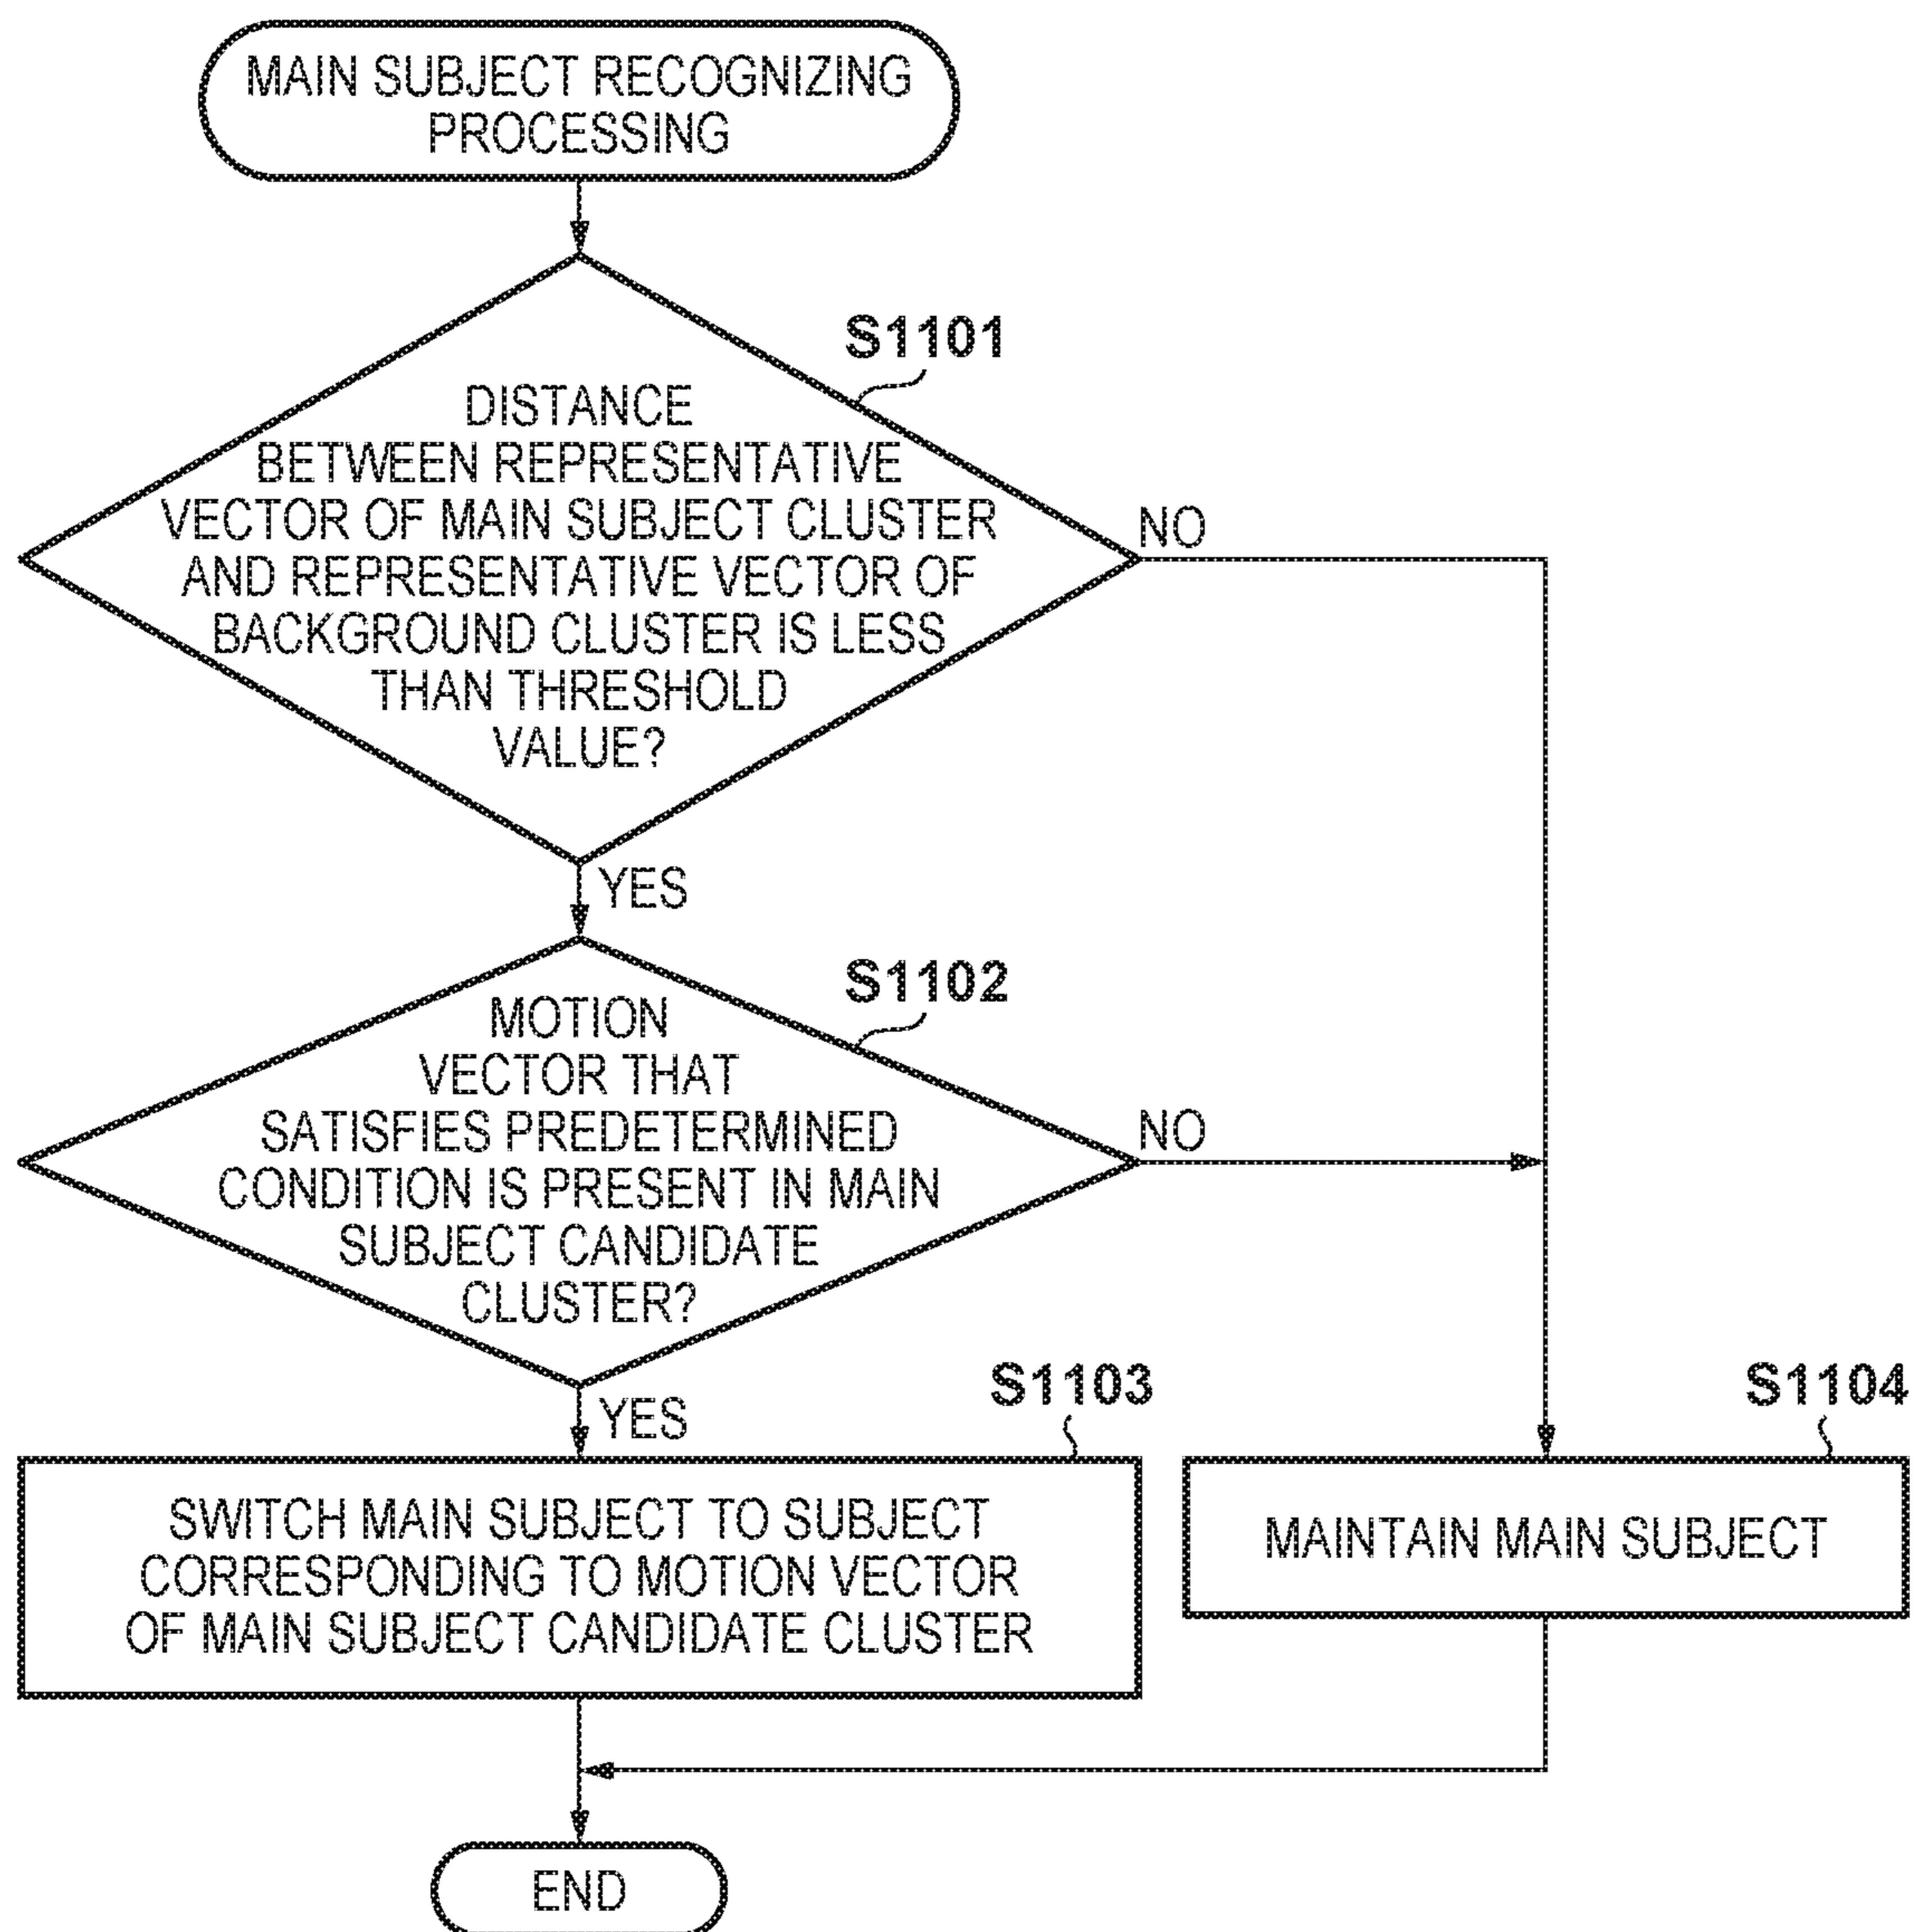 MAIN SUBJECT RECOGNIZING
PROCESSING
S1101
DISTANCE
BETWEEN REPRESENTATIVE
VECTOR OF MAIN SUBJECT CLUSTER
AND REPRESENTATIVE VECTOR OF
BACKGROUND CLUSTER IS LESS
THAN THRESHOLD
VALUE?
NO
YES
S1102
MOTION
VECTOR THAT
SATISFIES PREDETERMINED
CONDITION IS PRESENT IN MAIN
SUBJECT CANDIDATE
CLUSTER?
NO
YES
S1103
SWITCH MAIN SUBJECT TO SUBJECT
CORRESPONDING TO MOTION VECTOR
OF MAIN SUBJECT CANDIDATE CLUSTER
S1104
MAINTAIN MAIN SUBJECT
END